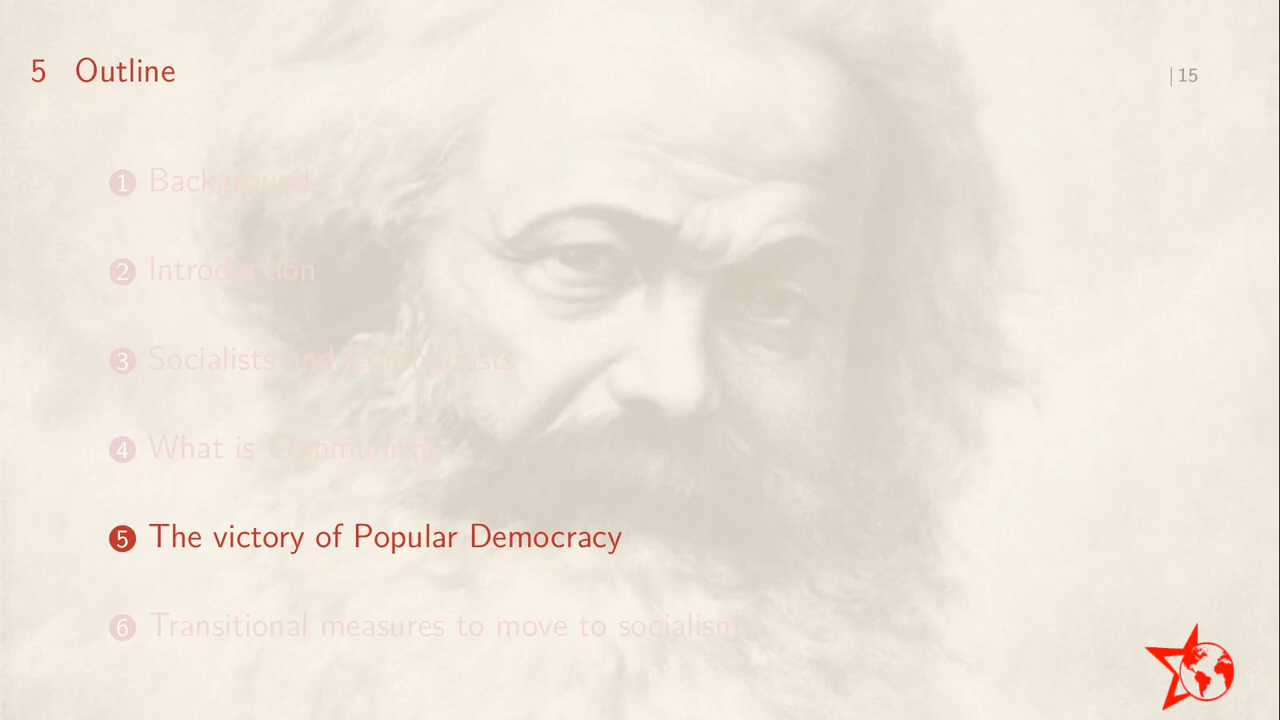 5 Outline
| 15
1 Background
2 Introduction
3 Socialists and Communists
4 What is Communism
5 The victory of Popular Democracy
6 Transitional measures to move to socialism